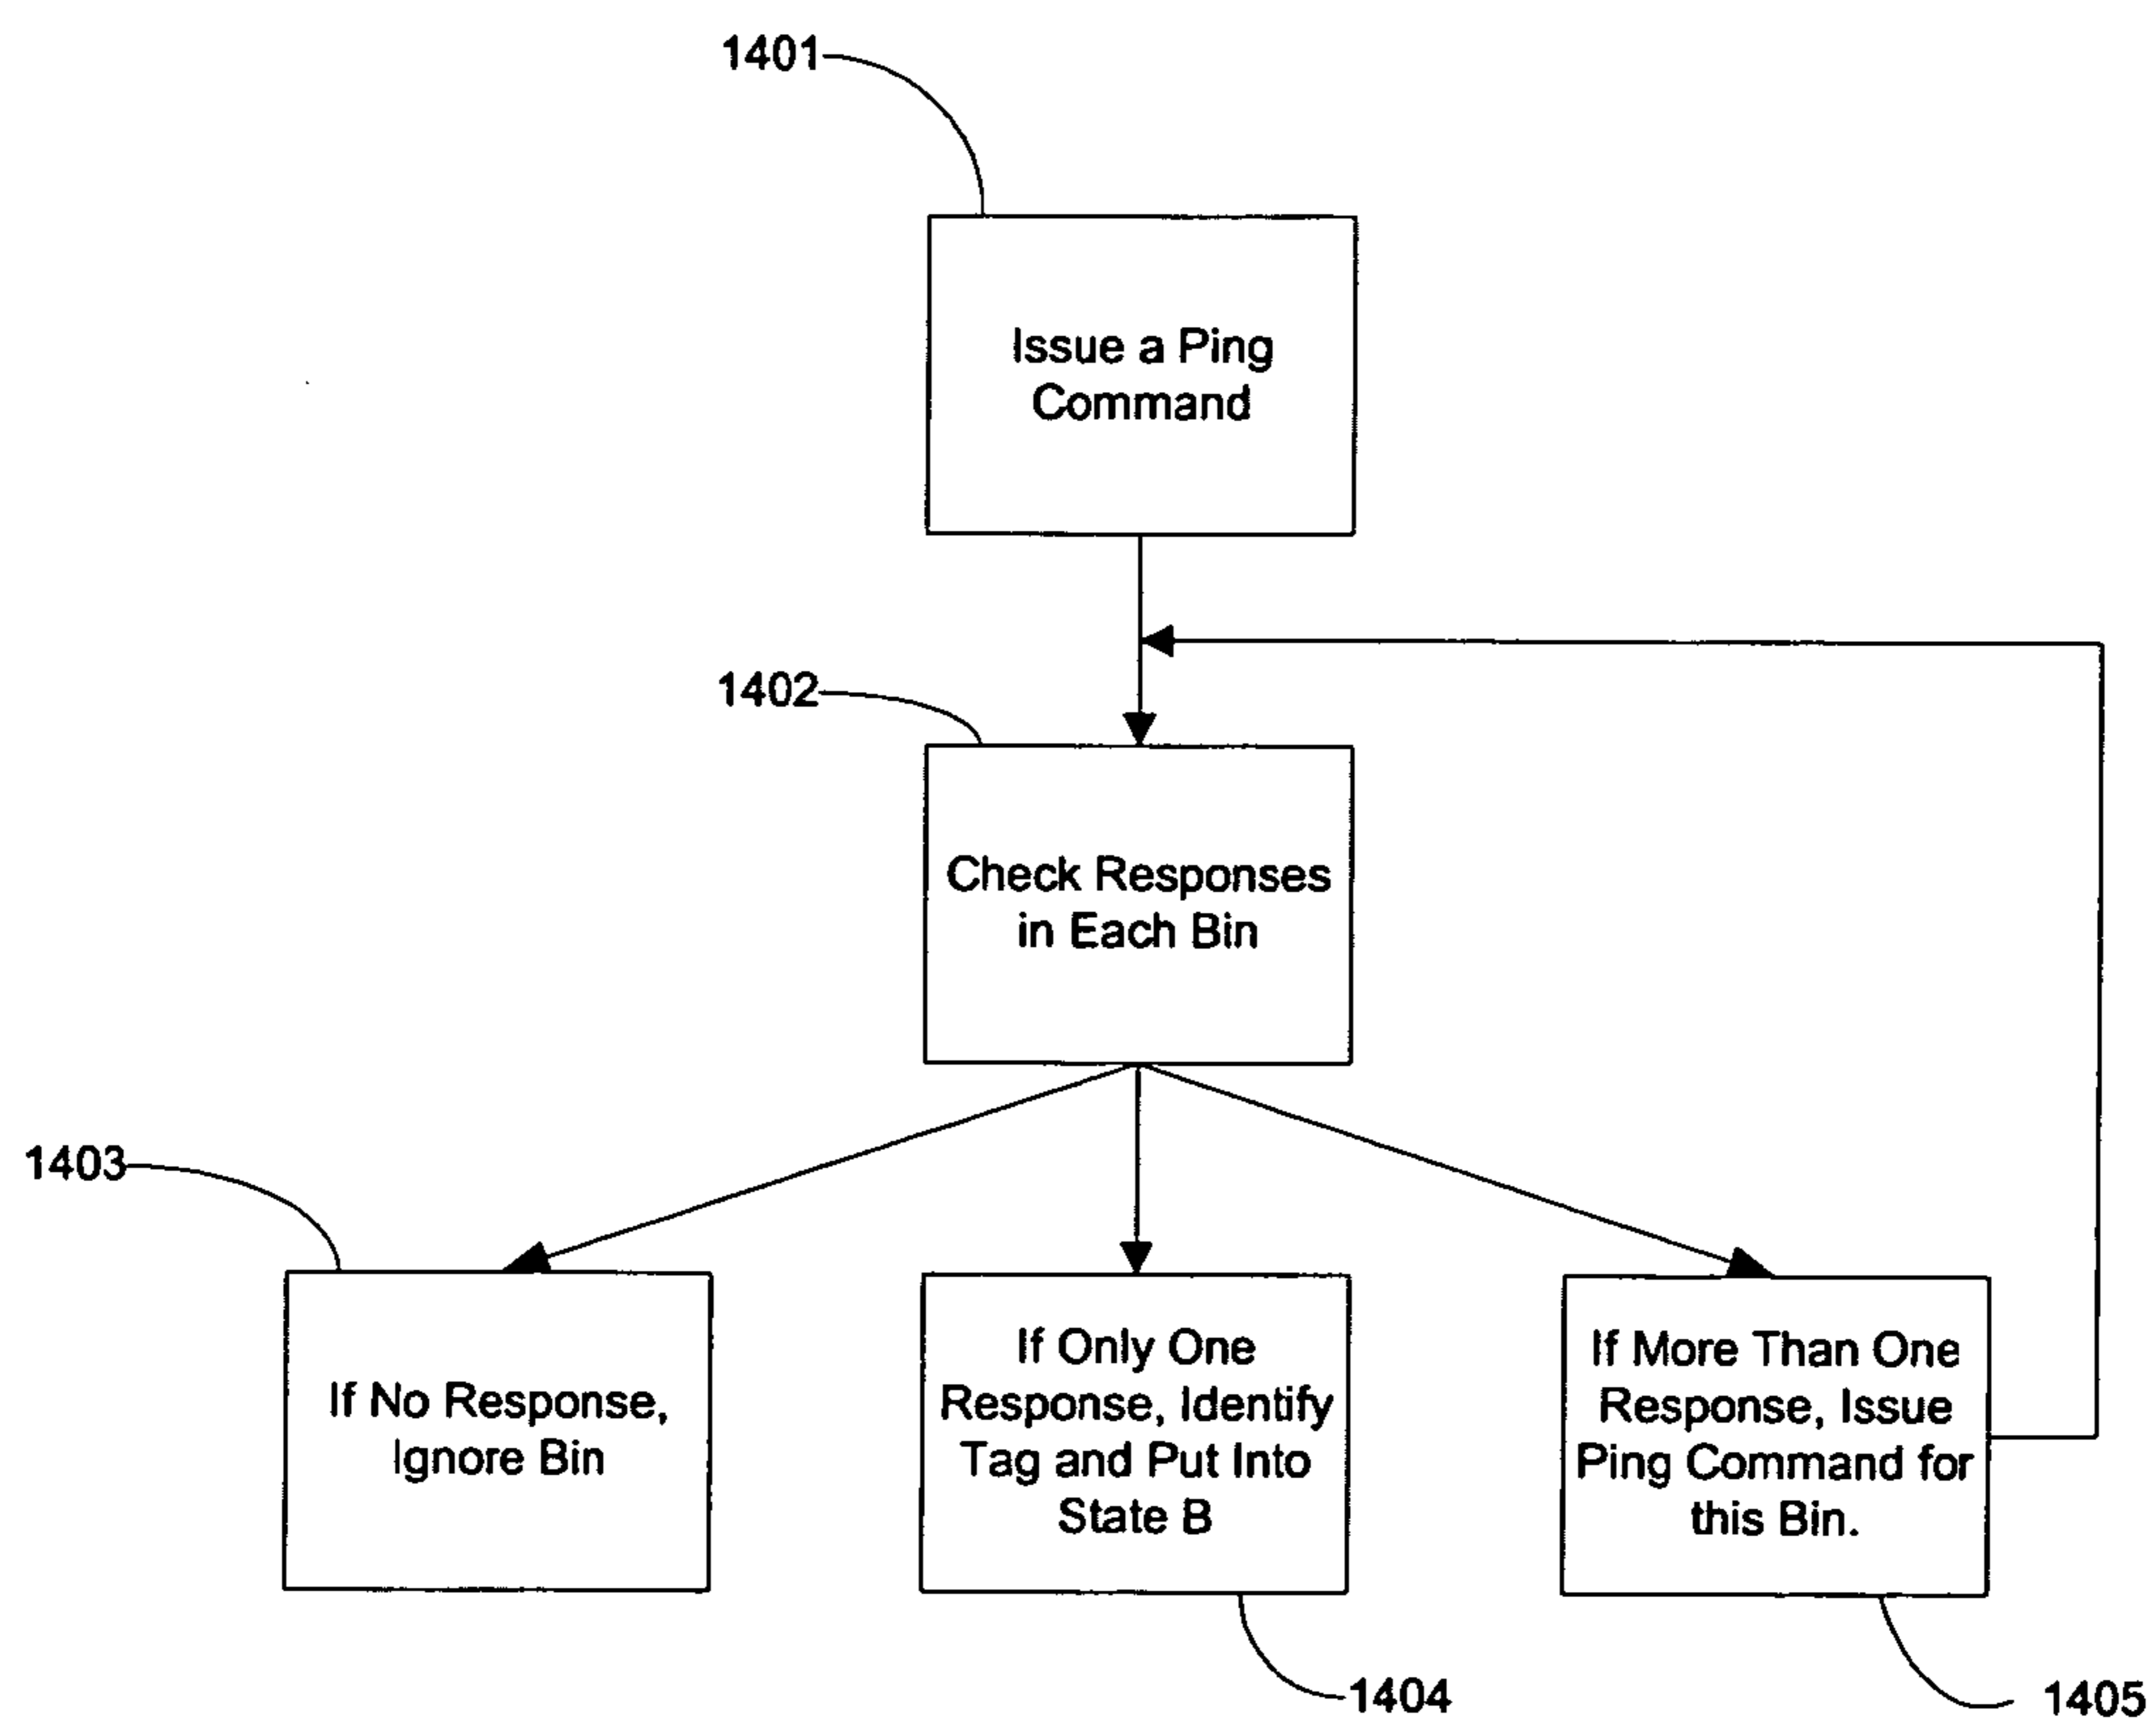 1401
Issue a Ping
Command
1402
Check Responses
in Each Bin
1403
If No Response,
Ignore Bin
If Only One
Response, Identify
Tag and Put Into
State B
If More Than One
Response, Issue
Ping Command for
this Bin.
1404
1405